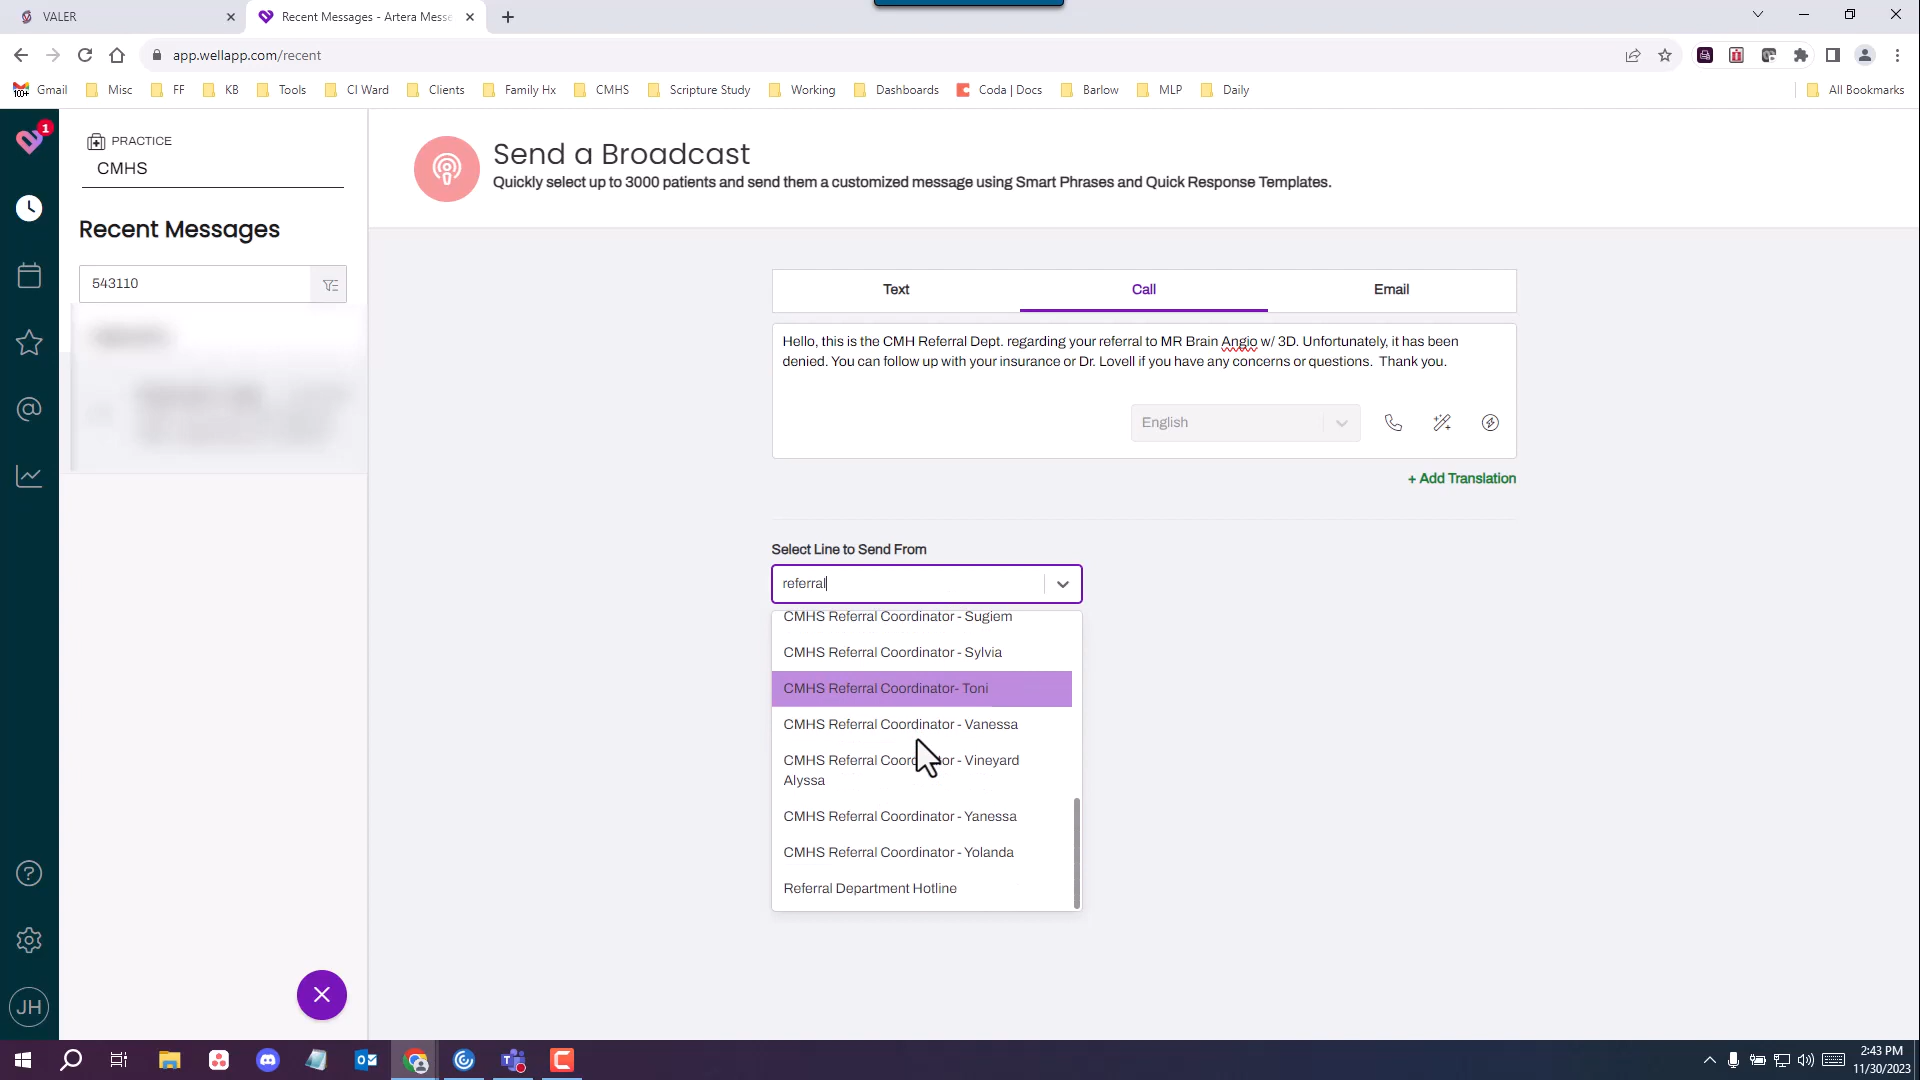 VALER
Recent Messages - Artera Messe
app.wellapp.com/recent
100+
Gmail
Misc
FF
KB
Tools
CI Ward
Clients
Family Hx
CMHS
Scripture Study
Working
Dashboards
Coda | Docs
Barlow
MLP
Daily
All Bookmarks
1
PRACTICE
CMHS
Recent Messages
543110
Send a Broadcast
Quickly select up to 3000 patients and send them a customized message using Smart Phrases and Quick Response Templates.
Text
Call
Email
Hello, this is the CMH Referral Dept. regarding your referral to MR Brain Angio w/ 3D. Unfortunately, it has been
denied. You can follow up with your insurance or Dr. Lovell if you have any concerns or questions. Thank you.
English
+ Add Translation
Select Line to Send From
referral
CMHS Referral Coordinator - Sugiem
CMHS Referral Coordinator - Sylvia
CMHS Referral Coordinator- Toni
CMHS Referral Coordinator - Vanessa
CMHS Referral Coordinator - Vineyard
Alyssa
CMHS Referral Coordinator - Yanessa
CMHS Referral Coordinator - Yolanda
Referral Department Hotline
JH
2:43 PM
11/30/2023